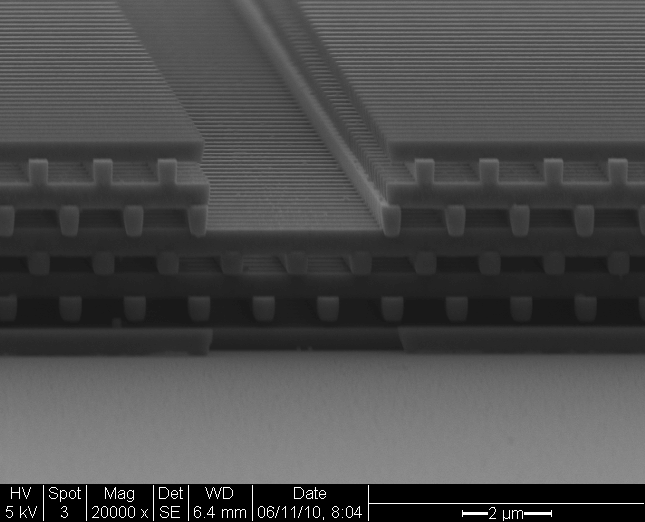 HV Spot Mag Det WD Date
5 kV 3 20000 x SE 6.4 mm 06/11/10, 8:04 2 µm